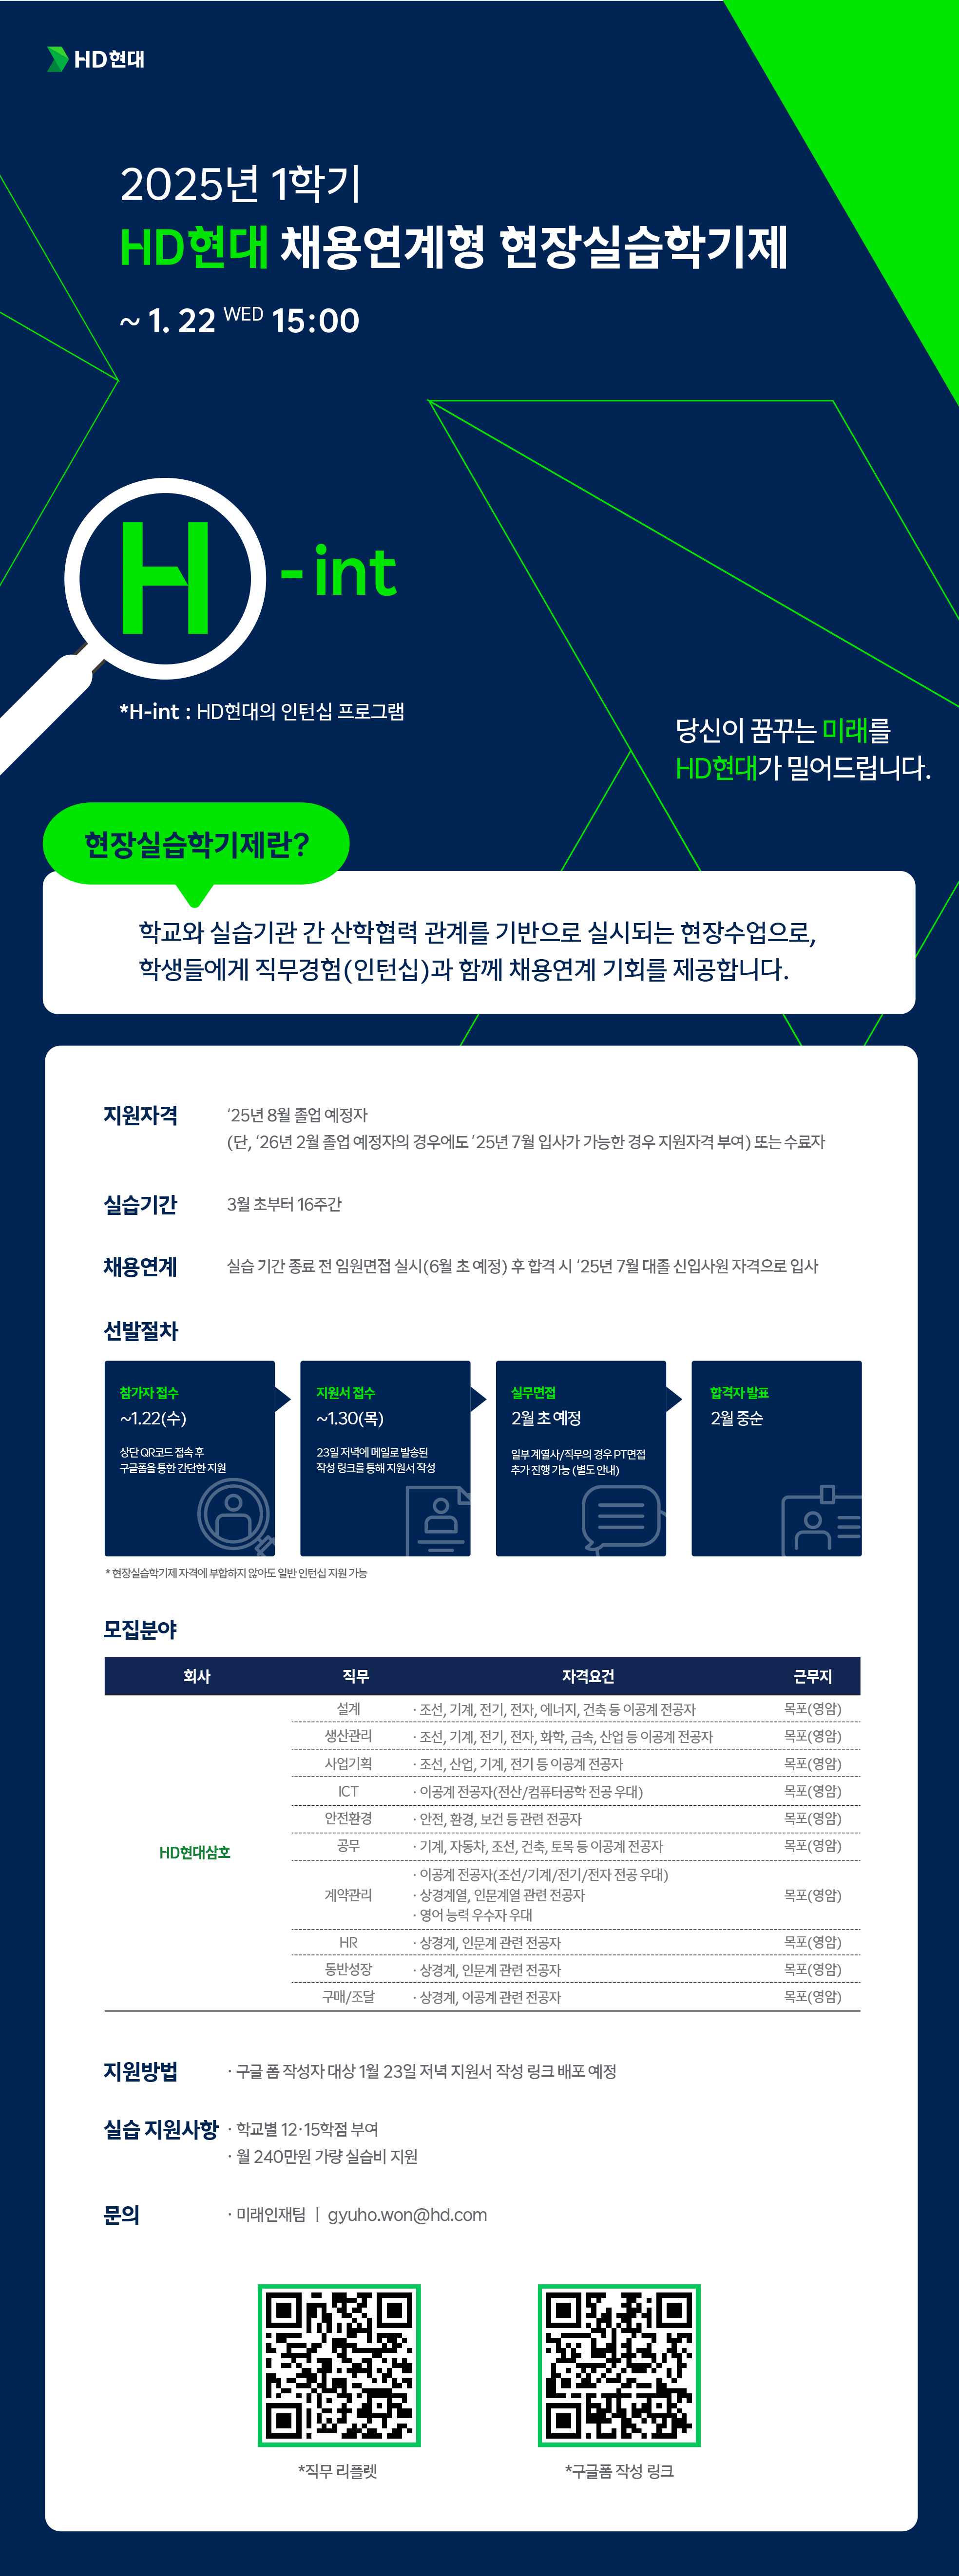 HD현대
2025년 1학기
HD현대 채용연계형 현장실습학기제
~ 1. 22 WED 15:00
H-int
*H-int : HD현대의 인턴십 프로그램
당신이 꿈꾸는 미래를
HD현대가 밀어드립니다.
현장실습학기제란?
학교와 실습기관 간 산학협력 관계를 기반으로 실시되는 현장수업으로,
학생들에게 직무경험(인턴십)과 함께 채용연계 기회를 제공합니다.
지원자격 ‘25년 8월 졸업 예정자
(단, ‘26년 2월 졸업 예정자의 경우에도 ‘25년 7월 입사가 가능한 경우 지원자격 부여) 또는 수료자
실습기간 3월 초부터 16주간
채용연계 실습 기간 종료 전 임원면접 실시(6월 초 예정) 후 합격 시 ‘25년 7월 대졸 신입사원 자격으로 입사
선발절차
참가자 접수
~1.22(수)
상단 QR코드 접속 후
구글폼을 통한 간단한 지원
지원서 접수
~1.30(목)
23일 저녁에 메일로 발송된
작성 링크를 통해 지원서 작성
실무면접
2월 초 예정
일부 계열사/직무의 경우 PT면접
추가 진행 가능 (별도 안내)
합격자 발표
2월 중순
* 현장실습학기제 자격에 부합하지 않아도 일반 인턴십 지원 가능
모집분야
회사 직무 자격요건 근무지
설계 · 조선, 기계, 전기, 전자, 에너지, 건축 등 이공계 전공자 목포(영암)
생산관리 · 조선, 기계, 전기, 전자, 화학, 금속, 산업 등 이공계 전공자 목포(영암)
사업기획 · 조선, 산업, 기계, 전기 등 이공계 전공자 목포(영암)
ICT · 이공계 전공자(전산/컴퓨터공학 전공 우대) 목포(영암)
안전환경 · 안전, 환경, 보건 등 관련 전공자 목포(영암)
HD현대삼호
공무 · 기계, 자동차, 조선, 건축, 토목 등 이공계 전공자 목포(영암)
· 이공계 전공자(조선/기계/전기/전자 전공 우대)
계약관리 · 상경계열, 인문계열 관련 전공자 목포(영암)
· 영어 능력 우수자 우대
HR · 상경계, 인문계 관련 전공자 목포(영암)
동반성장 · 상경계, 인문계 관련 전공자 목포(영암)
구매/조달 · 상경계, 이공계 관련 전공자 목포(영암)
지원방법 · 구글 폼 작성자 대상 1월 23일 저녁 지원서 작성 링크 배포 예정
실습 지원사항 · 학교별 12·15학점 부여
· 월 240만원 가량 실습비 지원
문의 · 미래인재팀 | gyuho.won@hd.com
*직무 리플렛
*구글폼 작성 링크